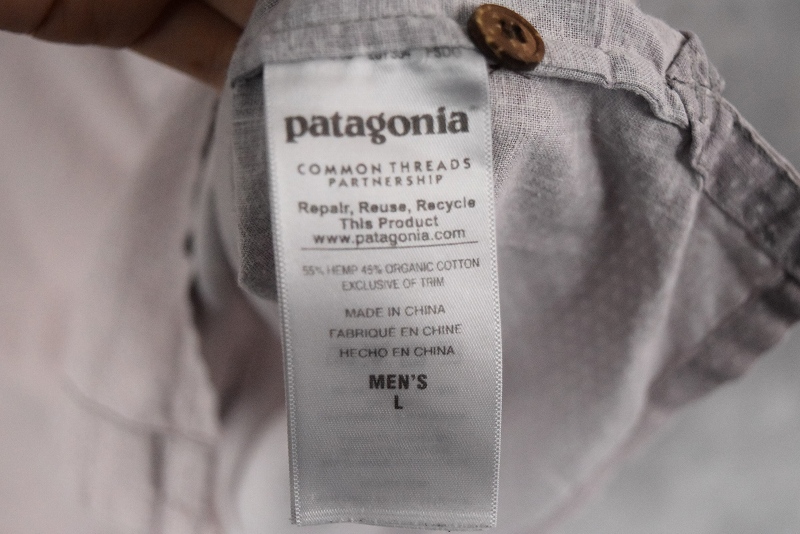 patagonia
COMMON THREADS
PARTNERSHIP
Repair, Reuse, Recycle
This Product
www.patagonia.com
55% HEMP 45% ORGANIC COTTON
EXCLUSIVE OF TRIM
MADE IN CHINA
FABRIQUÉ EN CHINE
HECHO EN CHINA
MEN'S
L